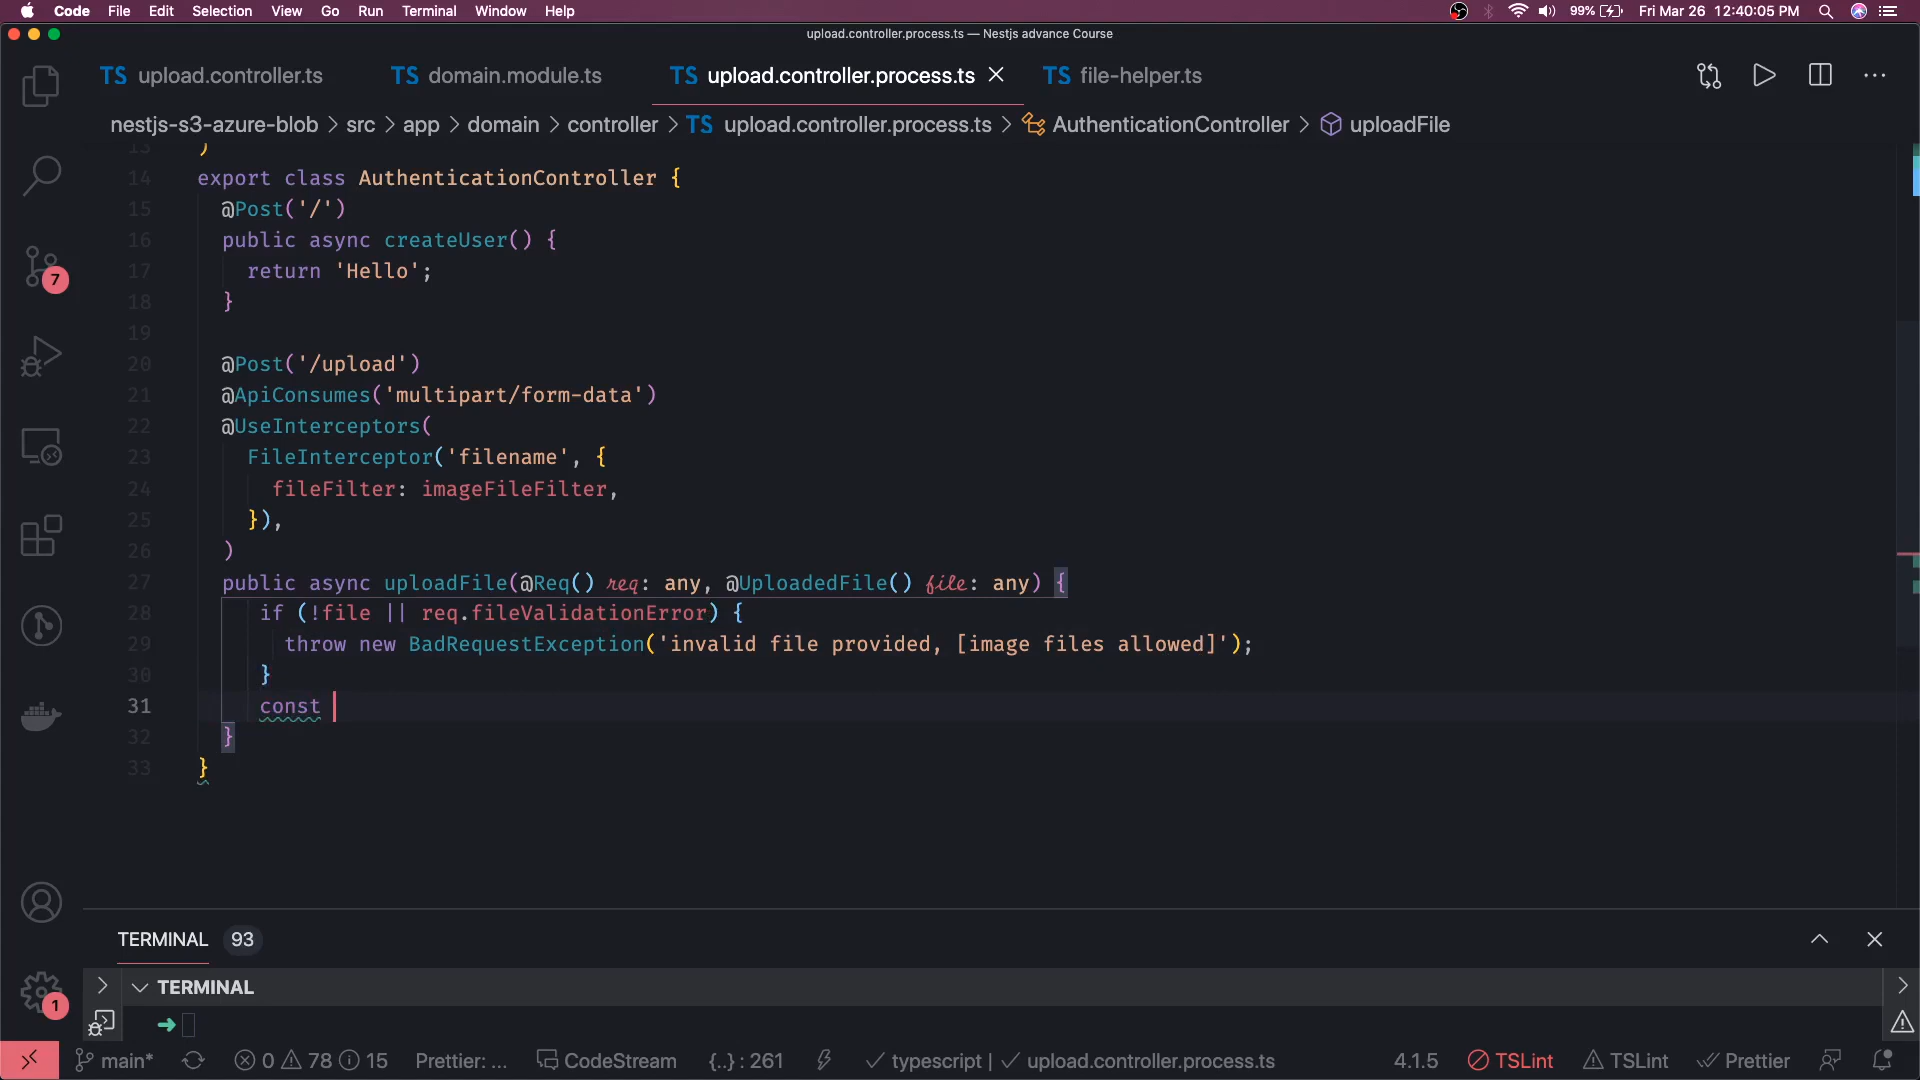 Code File Edit Selection View Go Run Terminal Window Help 99% Fri Mar 26 12:40:05 PM
upload.controller.process.ts — Nestjs advance Course
TS upload.controller.ts TS domain.module.ts TS upload.controller.process.ts TS file-helper.ts
nestjs-s3-azure-blob > src > app > domain > controller > TS upload.controller.process.ts > AuthenticationController > uploadFile
13 )
14 export class AuthenticationController {
15 @Post('/')
16 public async createUser() {
17 return 'Hello';
18 }
19
20 @Post('/upload')
21 @ApiConsumes('multipart/form-data')
22 @UseInterceptors(
23 FileInterceptor('filename', {
24 fileFilter: imageFileFilter,
25 }),
26 )
27 public async uploadFile(@Req() req: any, @UploadedFile() file: any) {
28 if (!file || req.fileValidationError) {
29 throw new BadRequestException('invalid file provided, [image files allowed]');
30 }
31 const
32 }
33 }
7
1
TERMINAL 93
TERMINAL
main* 0 78 15 Prettier: ... CodeStream {..} : 261 typescript | upload.controller.process.ts 4.1.5 TSLint TSLint Prettier